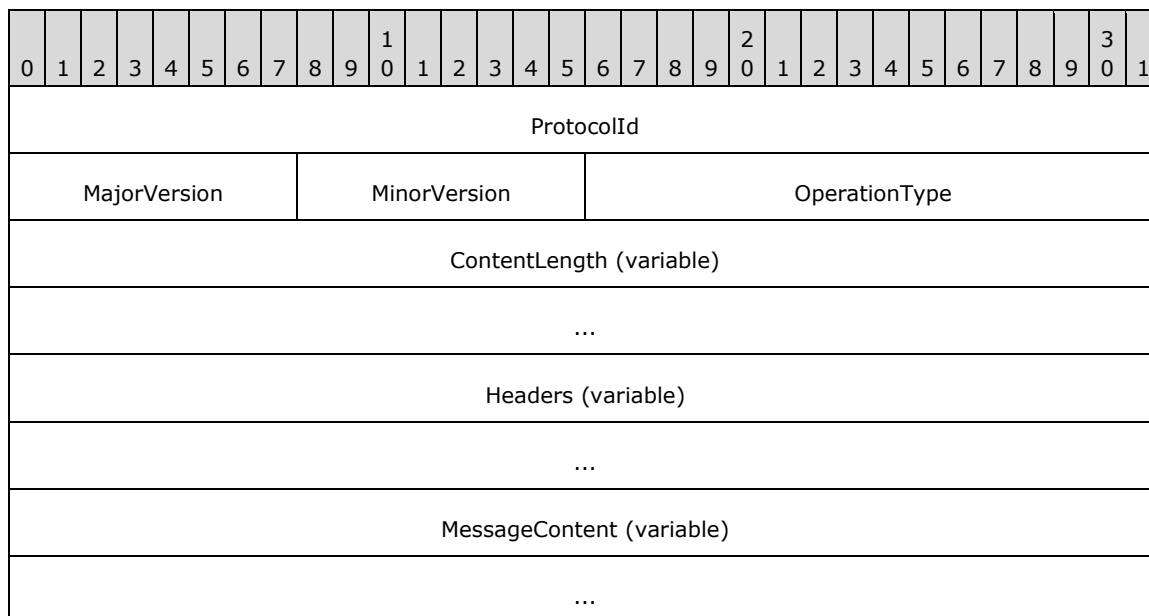 1 2 3
0 1 2 3 4 5 6 7 8 9 0 1 2 3 4 5 6 7 8 9 0 1 2 3 4 5 6 7 8 9 0 1
ProtocolId
MajorVersion MinorVersion OperationType
ContentLength (variable)
...
Headers (variable)
...
MessageContent (variable)
...